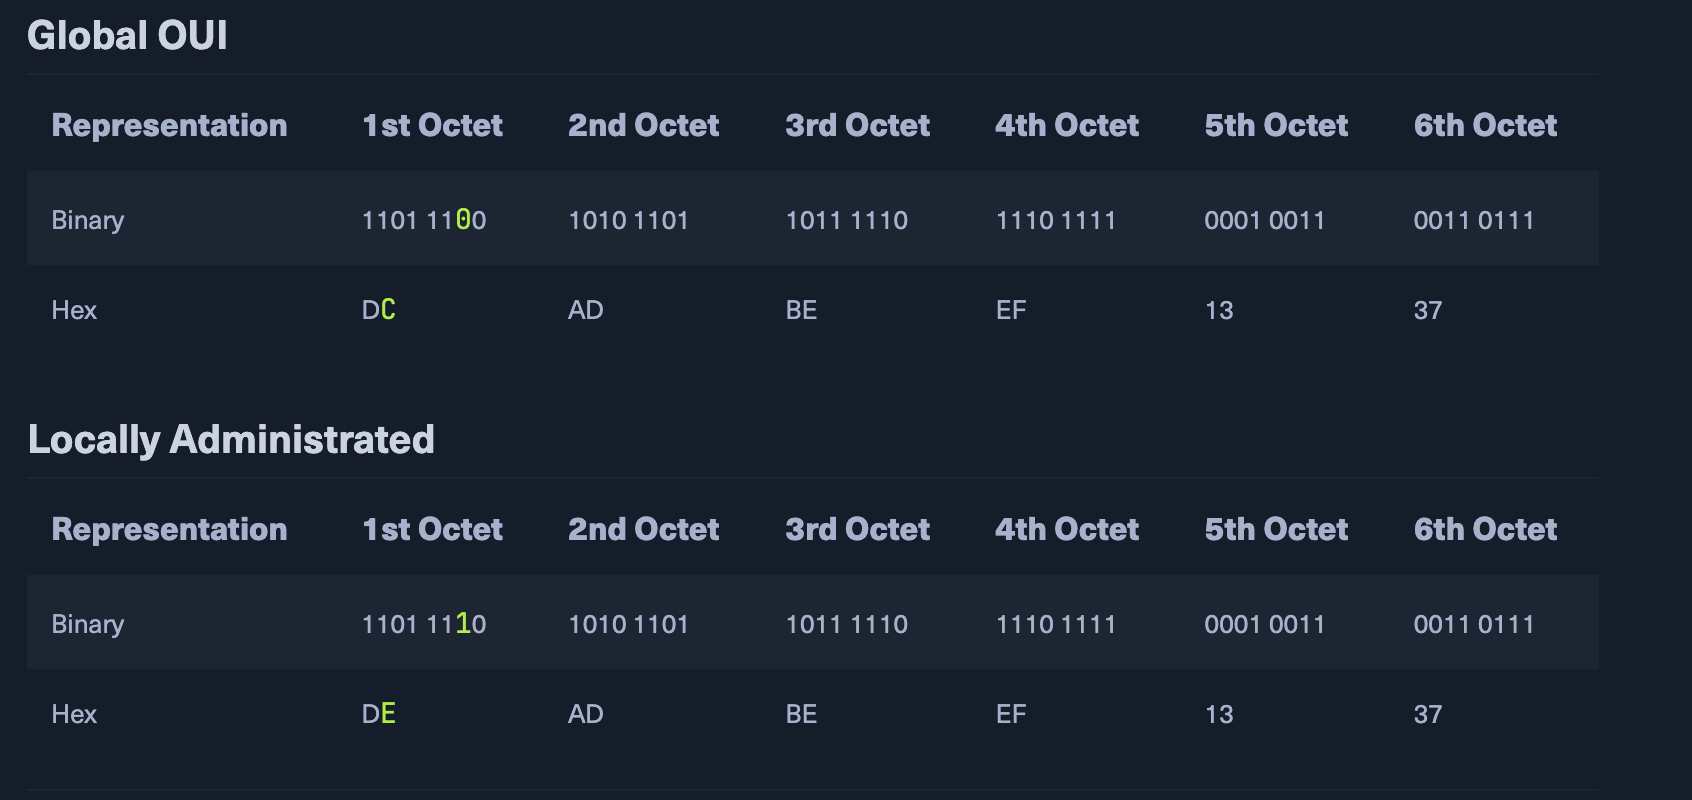 Global OUI
Representation 1st Octet 2nd Octet 3rd Octet 4th Octet 5th Octet 6th Octet
Binary 1101 1100 1010 1101 1011 1110 1110 1111 0001 0011 0011 0111
Hex DC AD BE EF 13 37
Locally Administrated
Representation 1st Octet 2nd Octet 3rd Octet 4th Octet 5th Octet 6th Octet
Binary 1101 1110 1010 1101 1011 1110 1110 1111 0001 0011 0011 0111
Hex DE AD BE EF 13 37